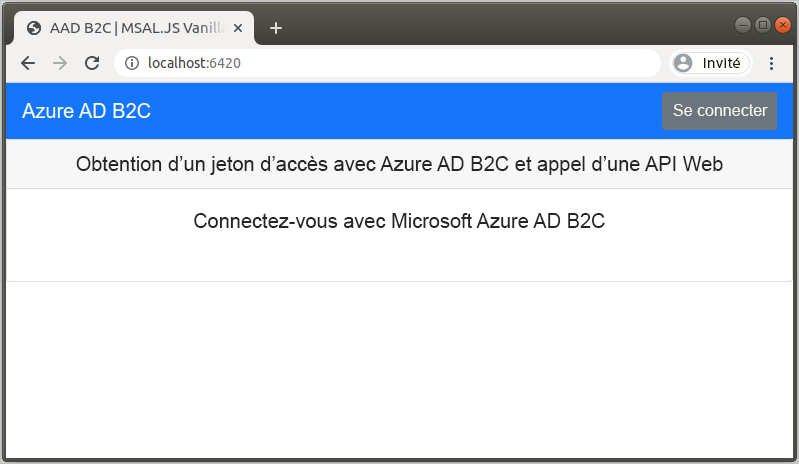 AAD B2C | MSAL.JS Vanill
localhost:6420
Invité
Azure AD B2C
Se connecter
Obtention d’un jeton d’accès avec Azure AD B2C et appel d’une API Web
Connectez-vous avec Microsoft Azure AD B2C